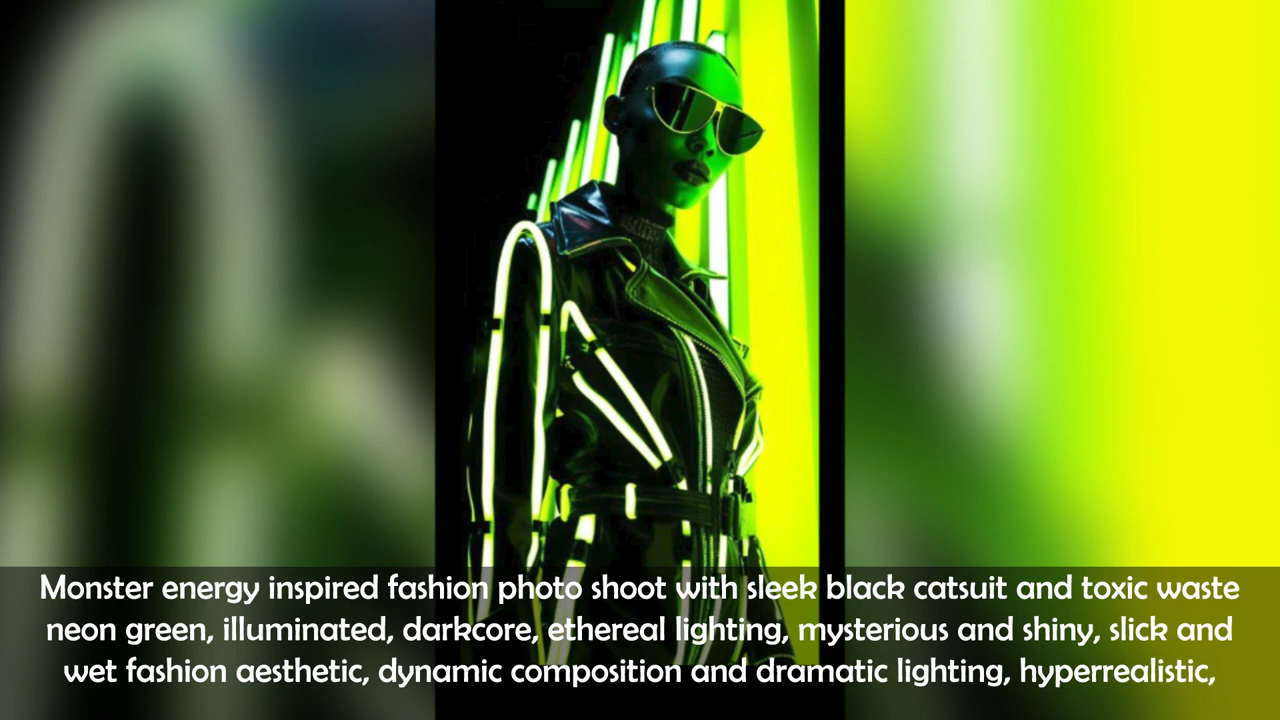 Monster energy inspired fashion photo shoot with sleek black catsuit and toxic waste
neon green, illuminated, darkcore, ethereal lighting, mysterious and shiny, slick and
wet fashion aesthetic, dynamic composition and dramatic lighting, hyperrealistic,